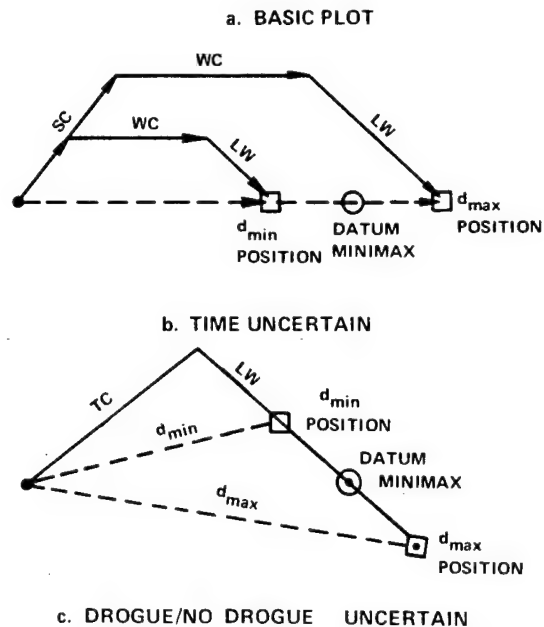 a. BASIC PLOT
WC
SC
WC
LW
LW
d min
POSITION
DATUM
MINIMAX
d max
POSITION
b. TIME UNCERTAIN
TC
LW
d min
POSITION
d min
DATUM
MINIMAX
d max
d max
POSITION
c. DROGUE/NO DROGUE UNCERTAIN